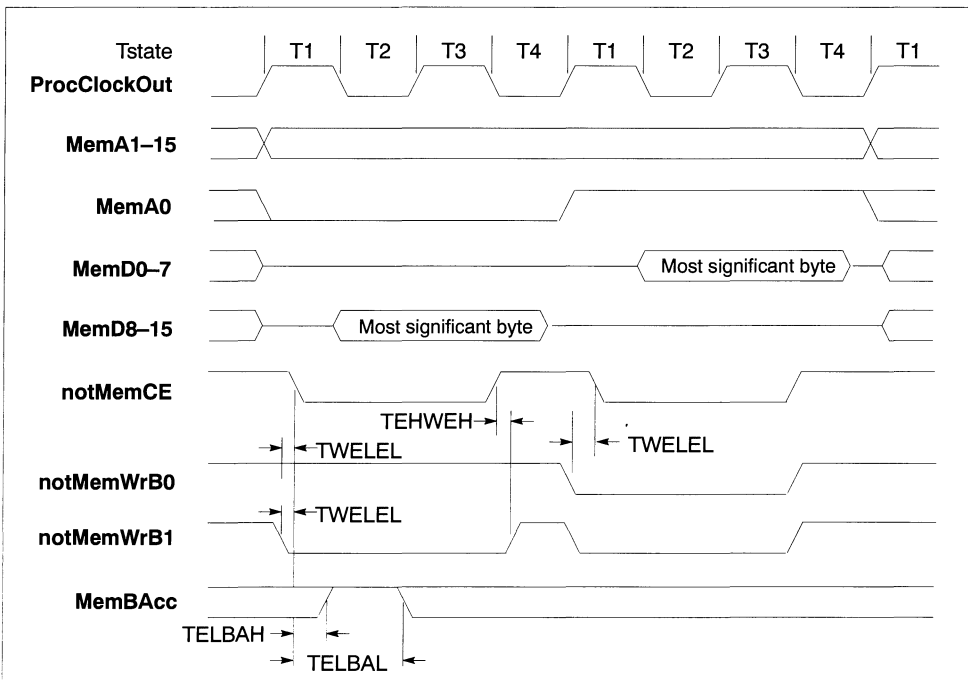 Tstate T1 T2 T3 T4 T1 T2 T3 T4 T1
ProcClockOut
MemA1–15
MemA0
MemD0–7 Most significant byte
MemD8–15 Most significant byte
notMemCE
TEHWEH
TWELEL TWELEL
notMemWrB0
TWELEL
notMemWrB1
MemBAcc
TELBAH
TELBAL